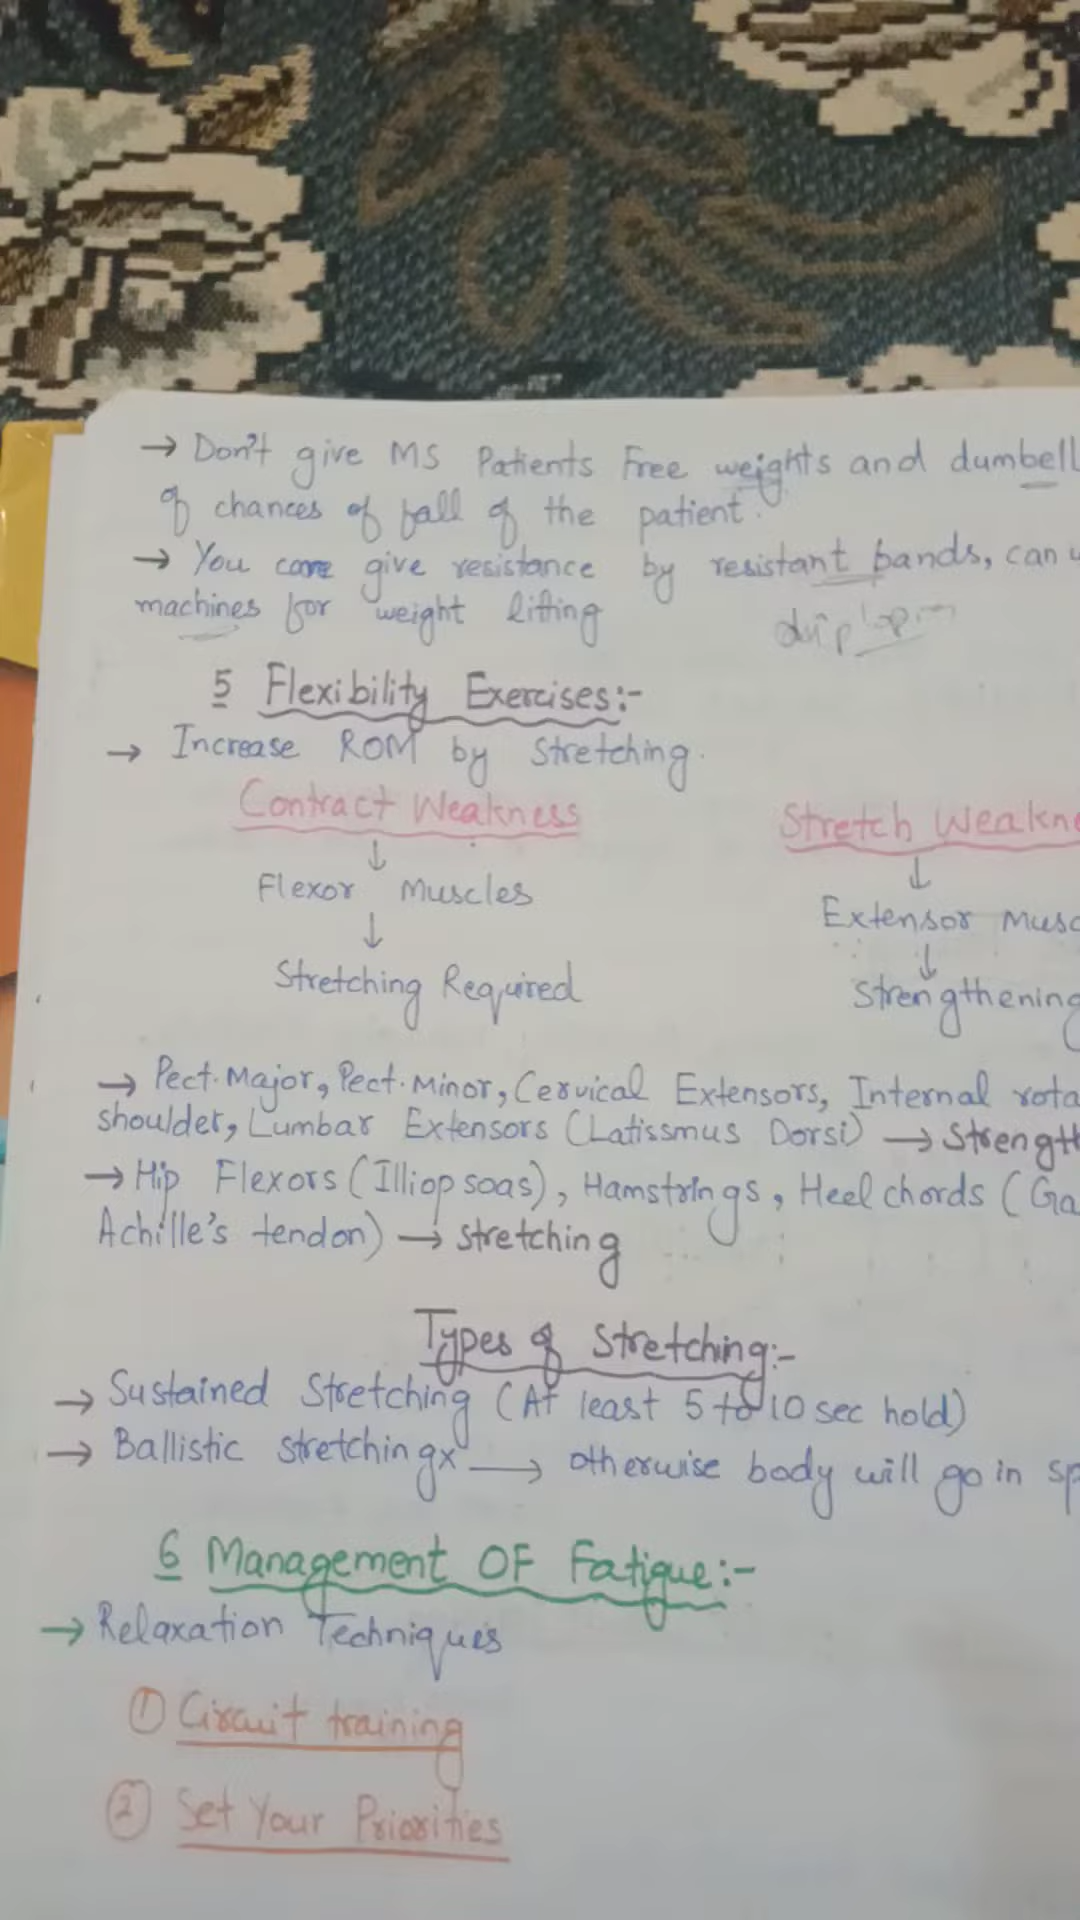 → Don't give MS Patients Free weights and dumbell
of chances of fall of the patient.
→ You can give resistance by resistant bands, can
machines for weight lifting
5 Flexibility Exercises:-
→ Increase ROM by Stretching.
Contract Weakness Stretch Weakne
↓ ↓
Flexor Muscles Extensor Musc
↓ ↓
Stretching Required Strengthening
→ Pect. Major, Pect. Minor, Cervical Extensors, Internal rota
shoulder, Lumbar Extensors (Latissmus Dorsi) → Strength
→ Hip Flexors (Illiopsoas), Hamstrings, Heel chords (Ga
Achille's tendon) → stretching
Types of Stretching:-
→ Sustained Stretching (At least 5 to 10 sec hold)
→ Ballistic stretching x → otherwise body will go in sp
6 Management OF Fatigue:-
→ Relaxation Techniques
① Circuit training
② Set Your Priorities